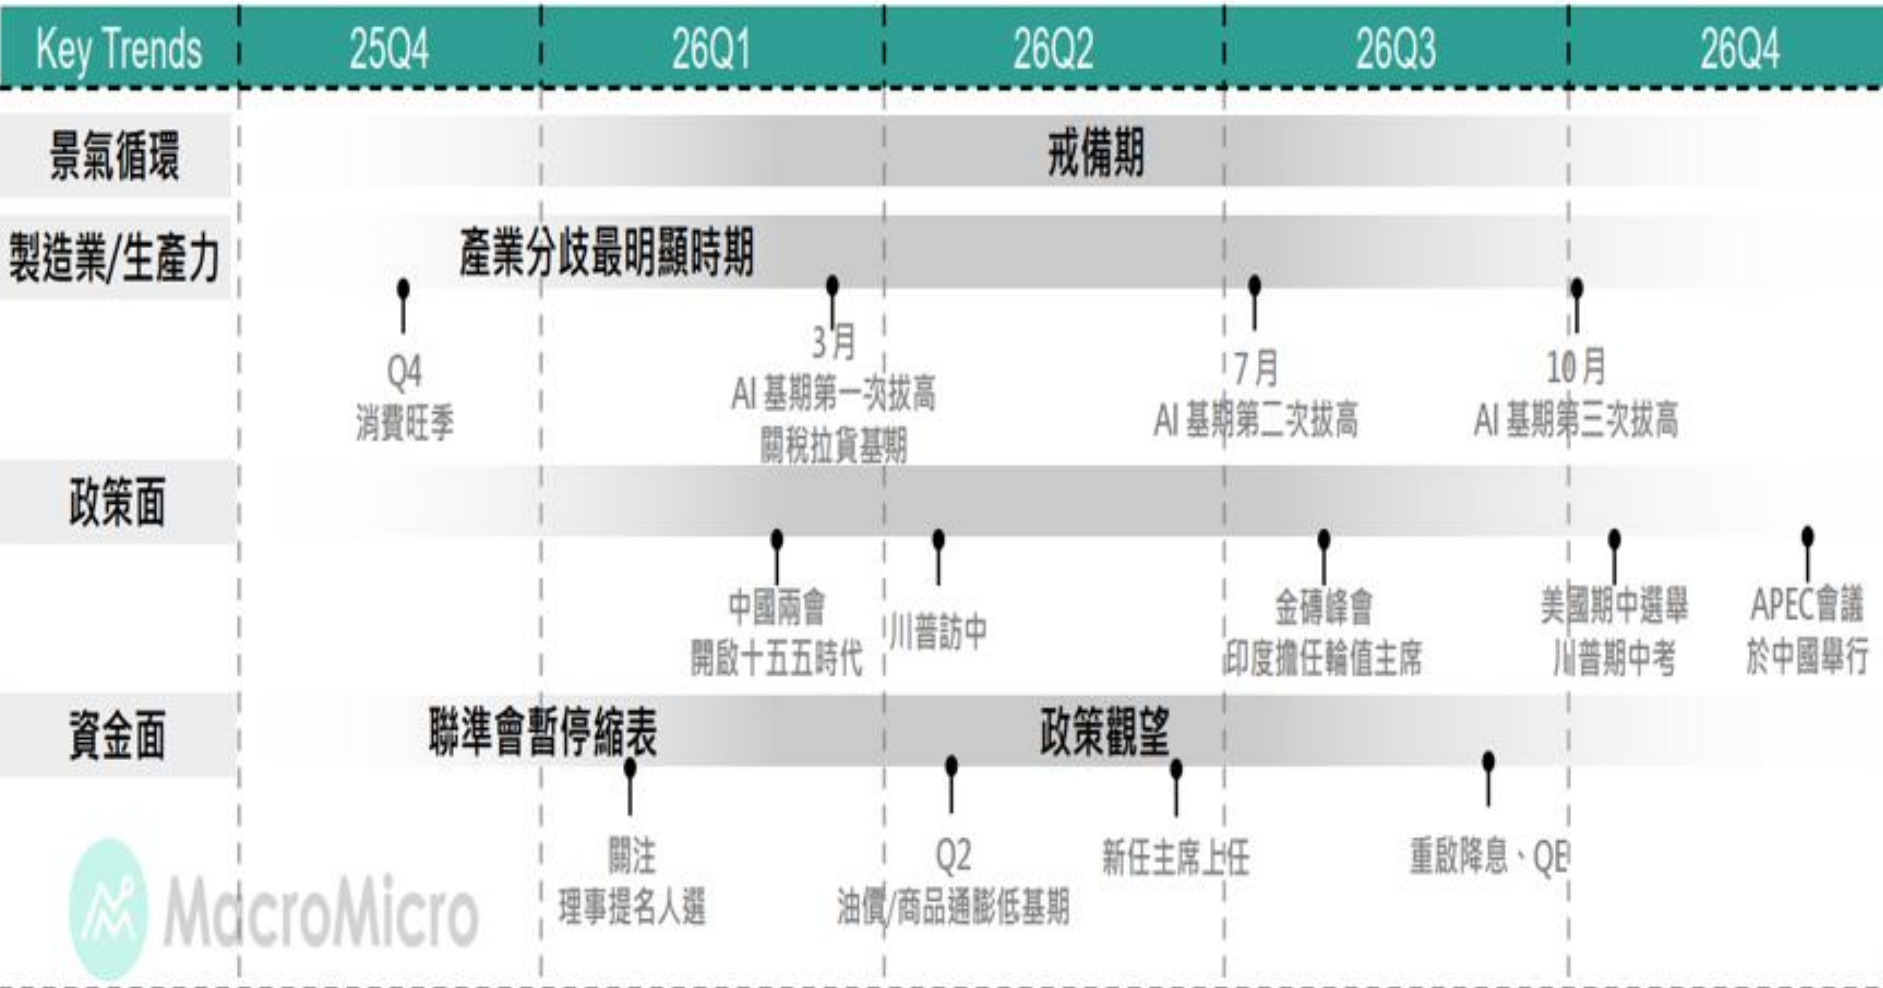 Key Trends 25Q4 26Q1 26Q2 26Q3 26Q4
景氣循環 戒備期
製造業/生產力 產業分歧最明顯時期
Q4
消費旺季
3 月
AI 基期第一次拔高
關稅拉貨基期
7 月
AI 基期第二次拔高
10 月
AI 基期第三次拔高
政策面
中國兩會
開啟十五五時代
川普訪中
金磚峰會
印度擔任輪值主席
美國期中選舉
川普期中考
APEC會議
於中國舉行
資金面 聯準會暫停縮表 政策觀望
關注
理事提名人選
Q2
油價/商品通膨低基期
新任主席上任
重啟降息、QE
MacroMicro